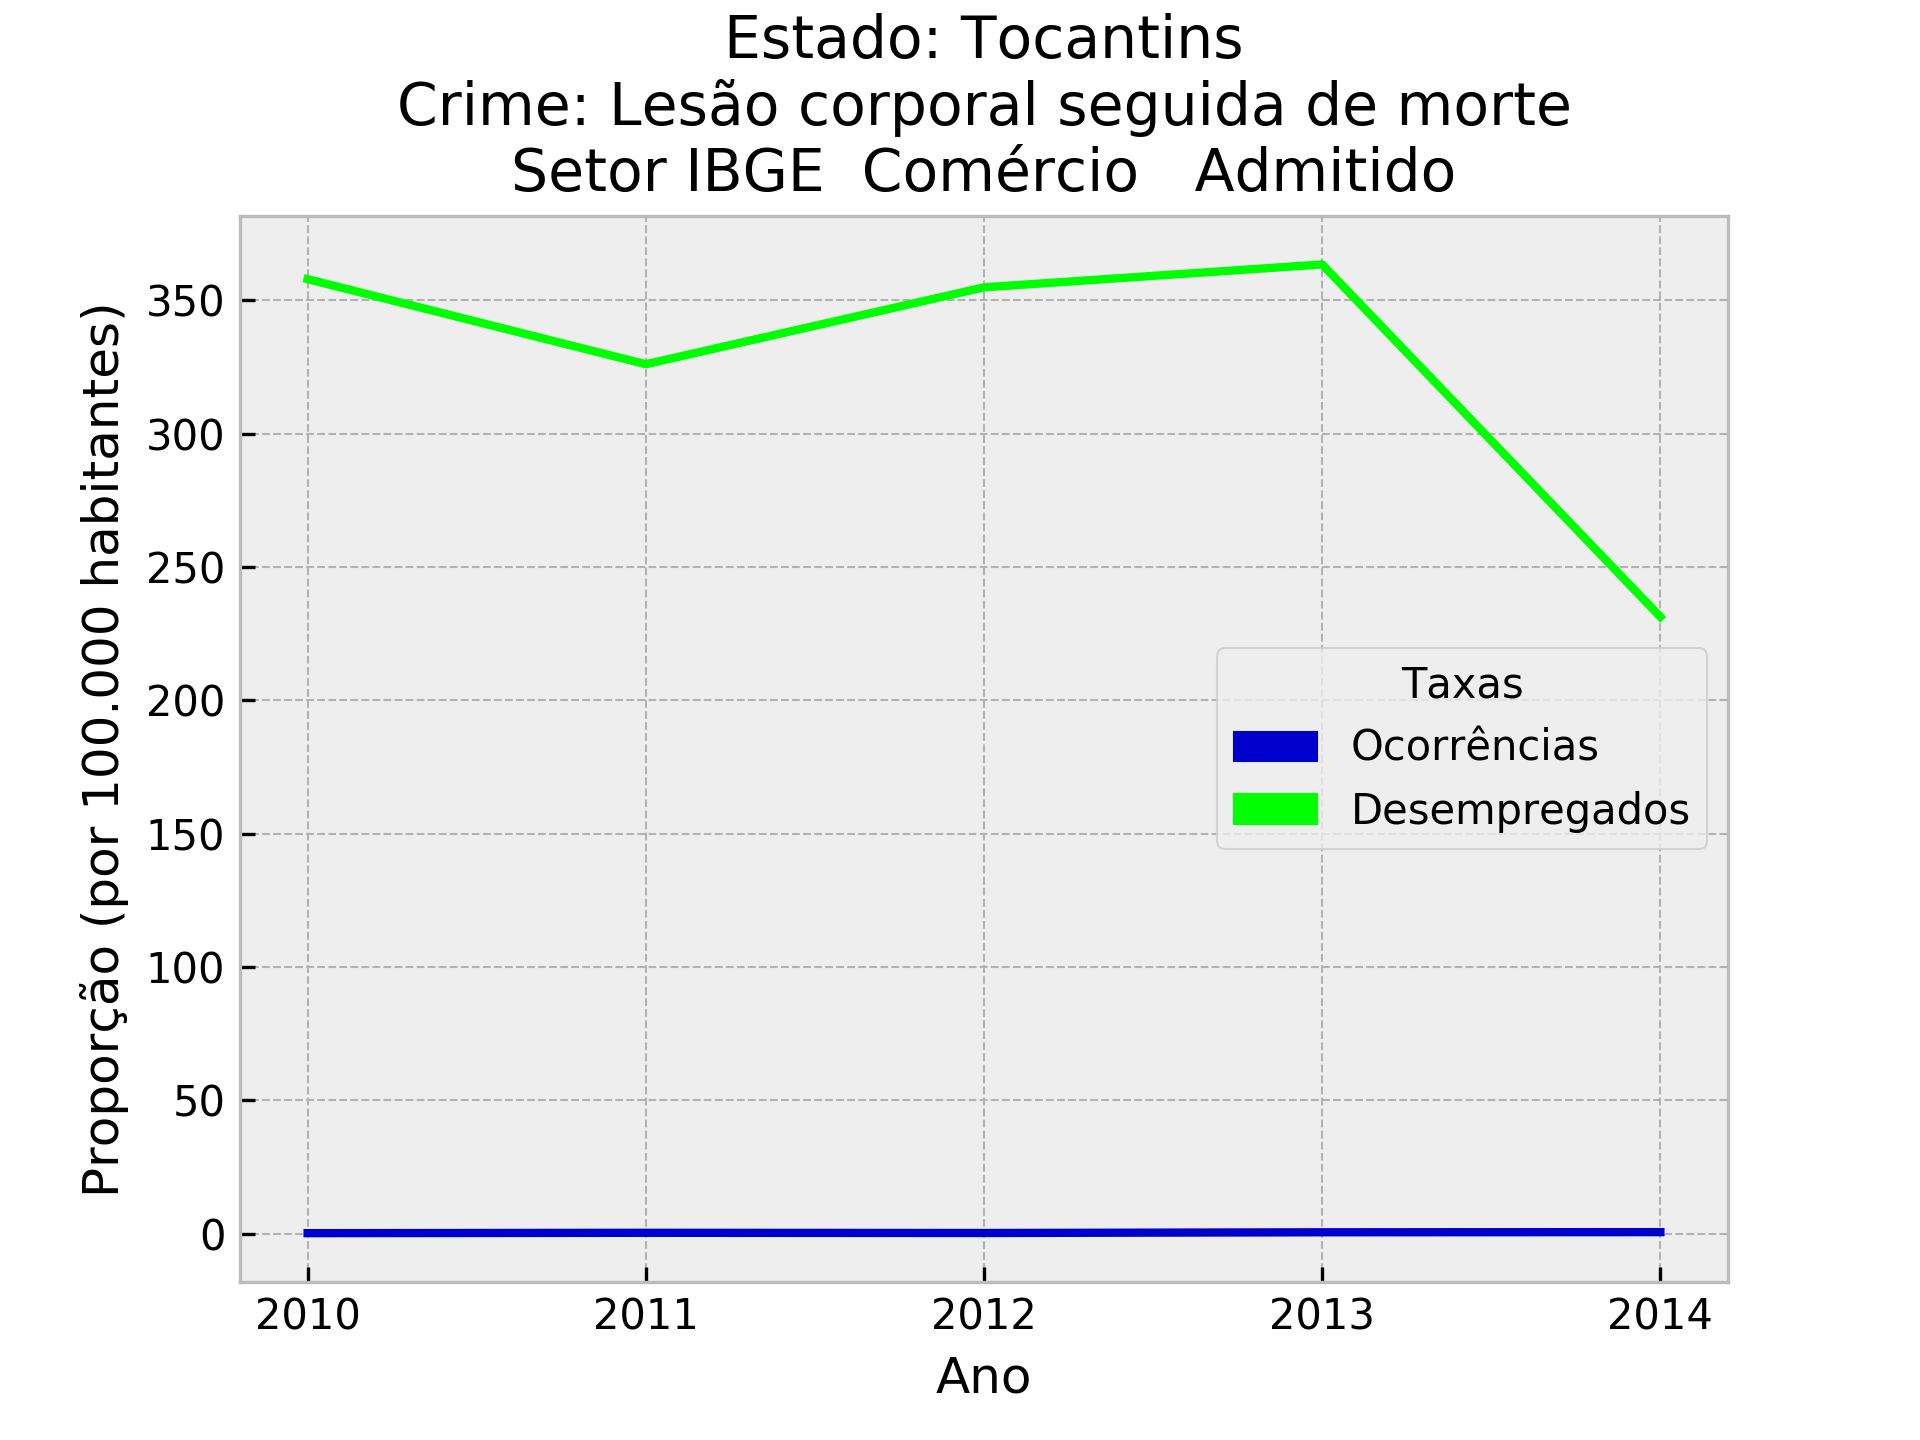 Estado: Tocantins
Crime: Lesão corporal seguida de morte
Setor IBGE  Comércio   Admitido
Proporção (por 100.000 habitantes)
350
300
250
200
150
100
50
0
Taxas
Ocorrências
Desempregados
2010 2011 2012 2013 2014
Ano